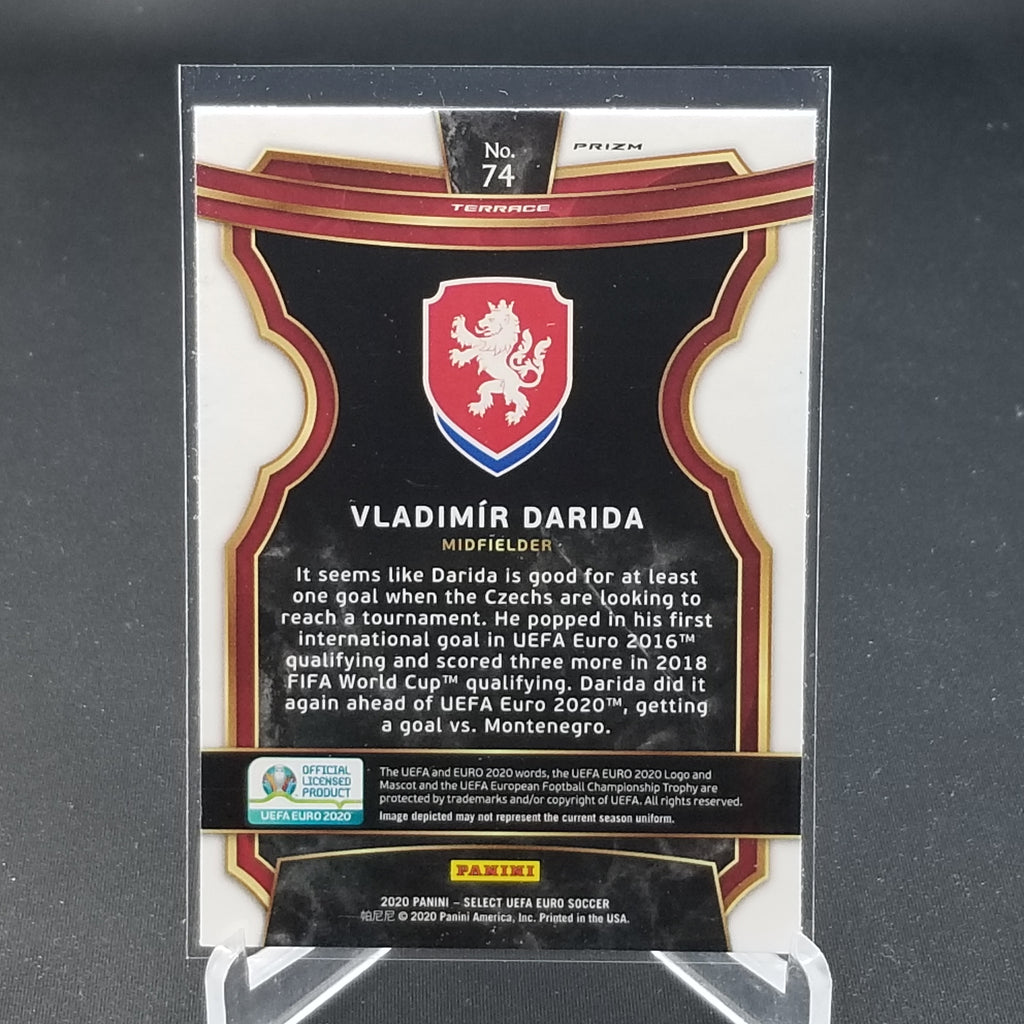 No.
74
PRIZM
TERRACE
VLADIMÍR DARIDA
MIDFIELDER
It seems like Darida is good for at least
one goal when the Czechs are looking to
reach a tournament. He popped in his first
international goal in UEFA Euro 2016™
qualifying and scored three more in 2018
FIFA World Cup™ qualifying. Darida did it
again ahead of UEFA Euro 2020™, getting
a goal vs. Montenegro.
OFFICIAL
LICENSED
PRODUCT
UEFA EURO 2020
The UEFA and EURO 2020 words, the UEFA EURO 2020 Logo and
Mascot and the UEFA European Football Championship Trophy are
protected by trademarks and/or copyright of UEFA. All rights reserved.
Image depicted may not represent the current season uniform.
PANINI
2020 PANINI – SELECT UEFA EURO SOCCER
帕尼尼 © 2020 Panini America, Inc. Printed in the USA.